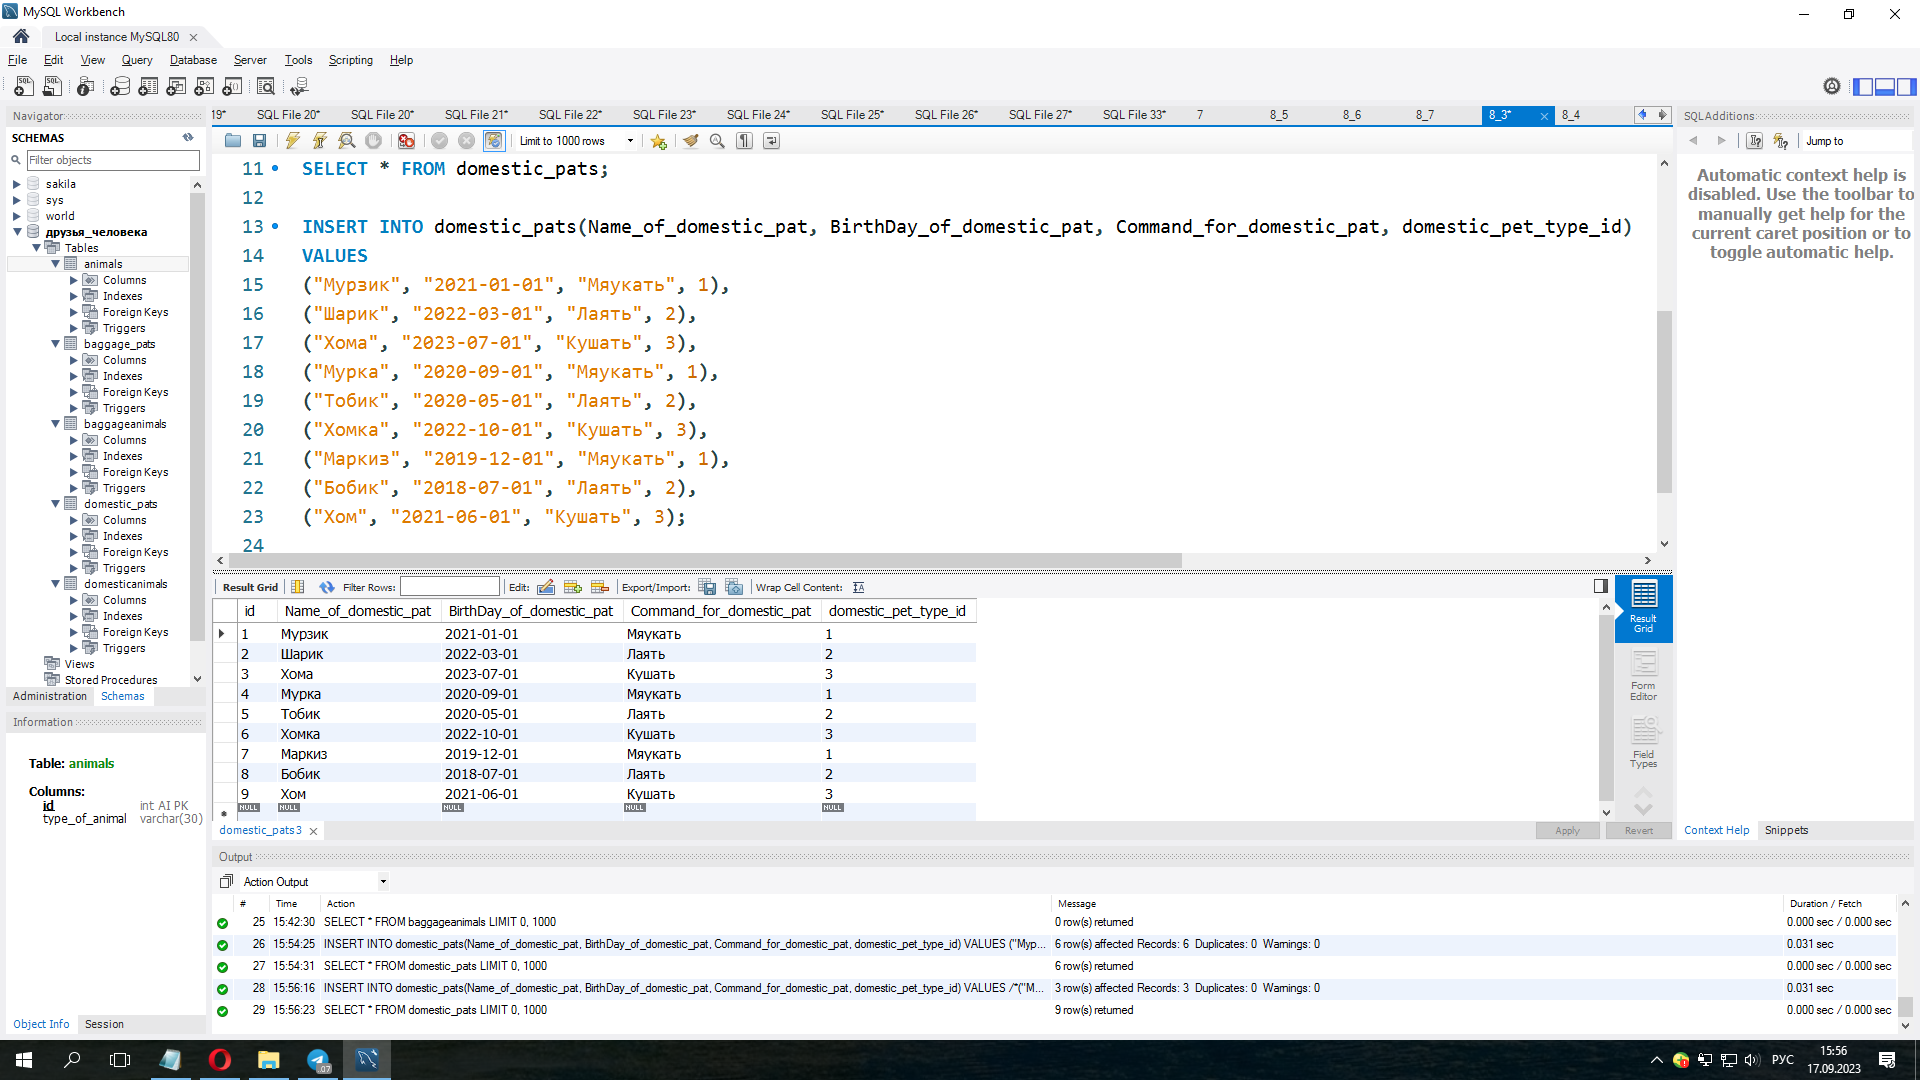 MySQL Workbench
Local instance MySQL80
File Edit View Query Database Server Tools Scripting Help
Navigator
SCHEMAS
Filter objects
sakila
sys
world
друзья_человека
Tables
animals
Columns
Indexes
Foreign Keys
Triggers
baggage_pats
Columns
Indexes
Foreign Keys
Triggers
baggageanimals
Columns
Indexes
Foreign Keys
Triggers
domestic_pats
Columns
Indexes
Foreign Keys
Triggers
domesticanimals
Columns
Indexes
Foreign Keys
Triggers
Views
Stored Procedures
Administration Schemas
Information
Table: animals
Columns:
id int AI PK
type_of_animal varchar(30)
Object Info Session
19* SQL File 20* SQL File 20* SQL File 21* SQL File 22* SQL File 23* SQL File 24* SQL File 25* SQL File 26* SQL File 27* SQL File 33* 7 8_5 8_6 8_7 8_3* 8_4
Limit to 1000 rows
11 SELECT * FROM domestic_pats;
12
13 INSERT INTO domestic_pats(Name_of_domestic_pat, BirthDay_of_domestic_pat, Command_for_domestic_pat, domestic_pet_type_id)
14 VALUES
15 ("Мурзик", "2021-01-01", "Мяукать", 1),
16 ("Шарик", "2022-03-01", "Лаять", 2),
17 ("Хома", "2023-07-01", "Кушать", 3),
18 ("Мурка", "2020-09-01", "Мяукать", 1),
19 ("Тобик", "2020-05-01", "Лаять", 2),
20 ("Хомка", "2022-10-01", "Кушать", 3),
21 ("Маркиз", "2019-12-01", "Мяукать", 1),
22 ("Бобик", "2018-07-01", "Лаять", 2),
23 ("Хом", "2021-06-01", "Кушать", 3);
24
Result Grid Filter Rows: Edit: Export/Import: Wrap Cell Content:
id Name_of_domestic_pat BirthDay_of_domestic_pat Command_for_domestic_pat domestic_pet_type_id
1 Мурзик 2021-01-01 Мяукать 1
2 Шарик 2022-03-01 Лаять 2
3 Хома 2023-07-01 Кушать 3
4 Мурка 2020-09-01 Мяукать 1
5 Тобик 2020-05-01 Лаять 2
6 Хомка 2022-10-01 Кушать 3
7 Маркиз 2019-12-01 Мяукать 1
8 Бобик 2018-07-01 Лаять 2
9 Хом 2021-06-01 Кушать 3
NULL NULL NULL NULL NULL
Result Grid
Form Editor
Field Types
domestic_pats3
Apply Revert
SQLAdditions
Jump to
Automatic context help is
disabled. Use the toolbar to
manually get help for the
current caret position or to
toggle automatic help.
Context Help Snippets
Output
Action Output
# Time Action Message Duration / Fetch
25 15:42:30 SELECT * FROM baggageanimals LIMIT 0, 1000 0 row(s) returned 0.000 sec / 0.000 sec
26 15:54:25 INSERT INTO domestic_pats(Name_of_domestic_pat, BirthDay_of_domestic_pat, Command_for_domestic_pat, domestic_pet_type_id) VALUES ("Мур... 6 row(s) affected Records: 6 Duplicates: 0 Warnings: 0 0.031 sec
27 15:54:31 SELECT * FROM domestic_pats LIMIT 0, 1000 6 row(s) returned 0.000 sec / 0.000 sec
28 15:56:16 INSERT INTO domestic_pats(Name_of_domestic_pat, BirthDay_of_domestic_pat, Command_for_domestic_pat, domestic_pet_type_id) VALUES /*("М... 3 row(s) affected Records: 3 Duplicates: 0 Warnings: 0 0.031 sec
29 15:56:23 SELECT * FROM domestic_pats LIMIT 0, 1000 9 row(s) returned 0.000 sec / 0.000 sec
.07
РУС
15:56
17.09.2023